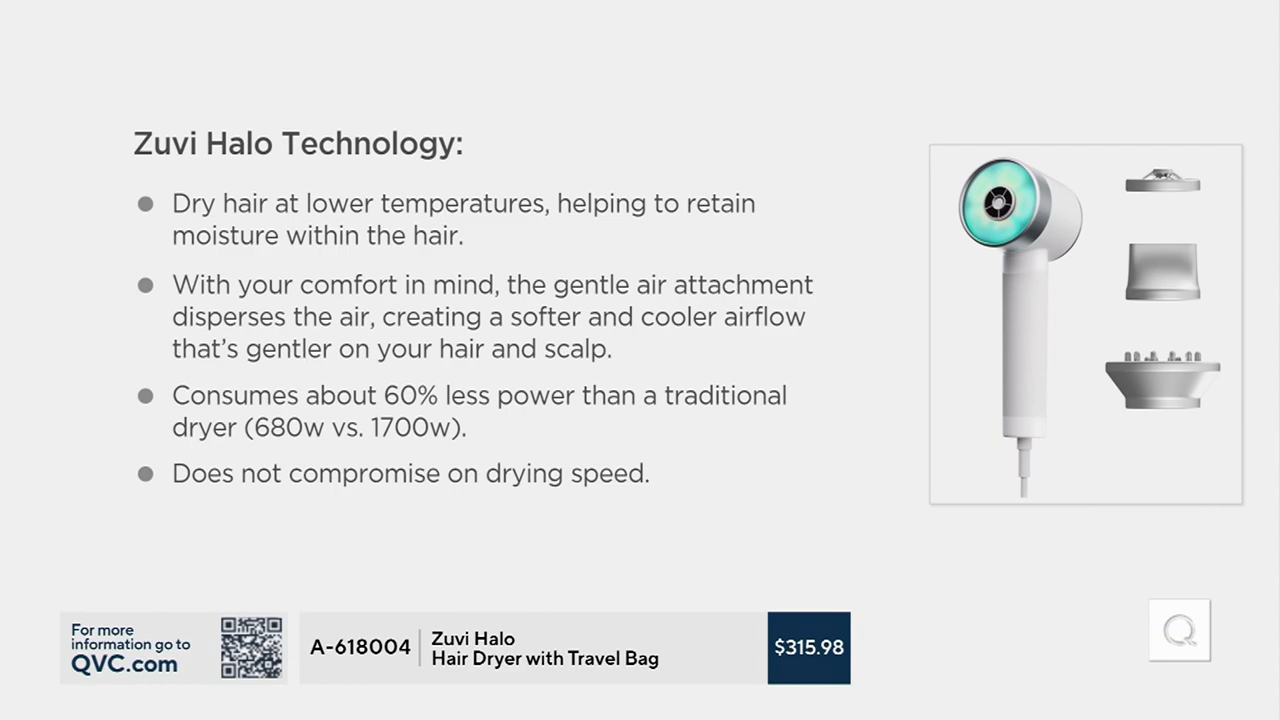 Zuvi Halo Technology:
Dry hair at lower temperatures, helping to retain
moisture within the hair.
With your comfort in mind, the gentle air attachment
disperses the air, creating a softer and cooler airflow
that’s gentler on your hair and scalp.
Consumes about 60% less power than a traditional
dryer (680w vs. 1700w).
Does not compromise on drying speed.
For more
information go to
QVC.com
A-618004
Zuvi Halo
Hair Dryer with Travel Bag
$315.98
Q